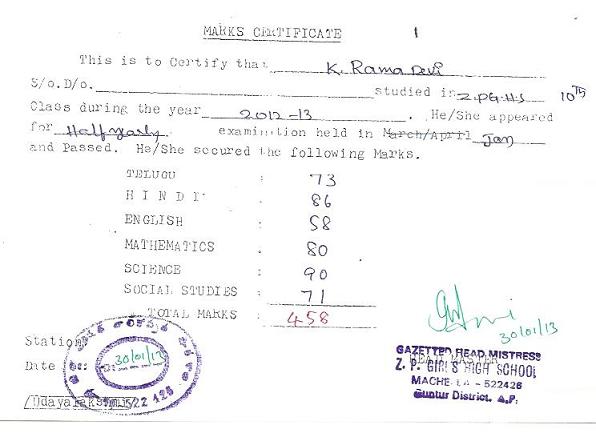 MARKS CERTIFICATE
This is to Certify that K. Rama Devi
S/o.D/o. studied in Z.P.G.H.S 10th
Class during the year 2012-13. He/She appeared
for Halfyearly examination held in March/April Jan
and Passed. He/She secured the following Marks.
TELUGU : 73
HINDI : 86
ENGLISH : 58
MATHEMATICS . 80
SCIENCE : 90
SOCIAL STUDIES : 71
TOTAL MARKS : 458
30/01/13
Station
Date : 30/01/13
GAZETTED HEAD MISTRESS
Z. P. GIRL'S HIGH SCHOOL
522426
Guntur District. A.P.